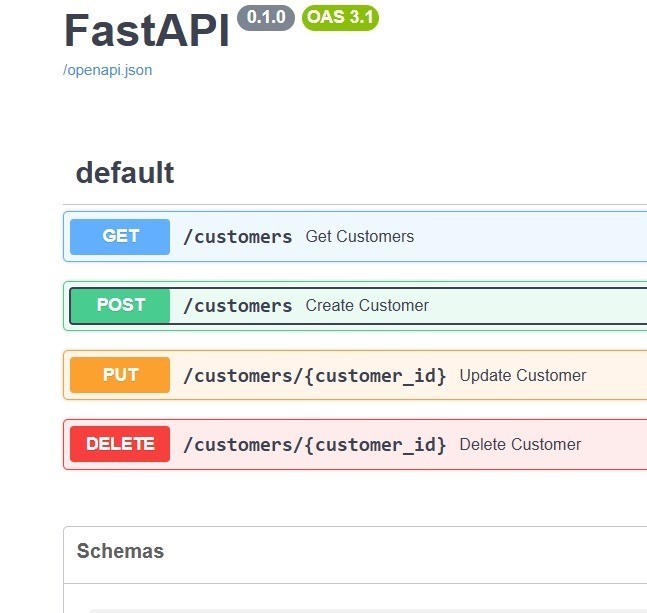 FastAPI 0.1.0 OAS 3.1
/openapi.json
default
GET /customers Get Customers
POST /customers Create Customer
PUT /customers/{customer_id} Update Customer
DELETE /customers/{customer_id} Delete Customer
Schemas